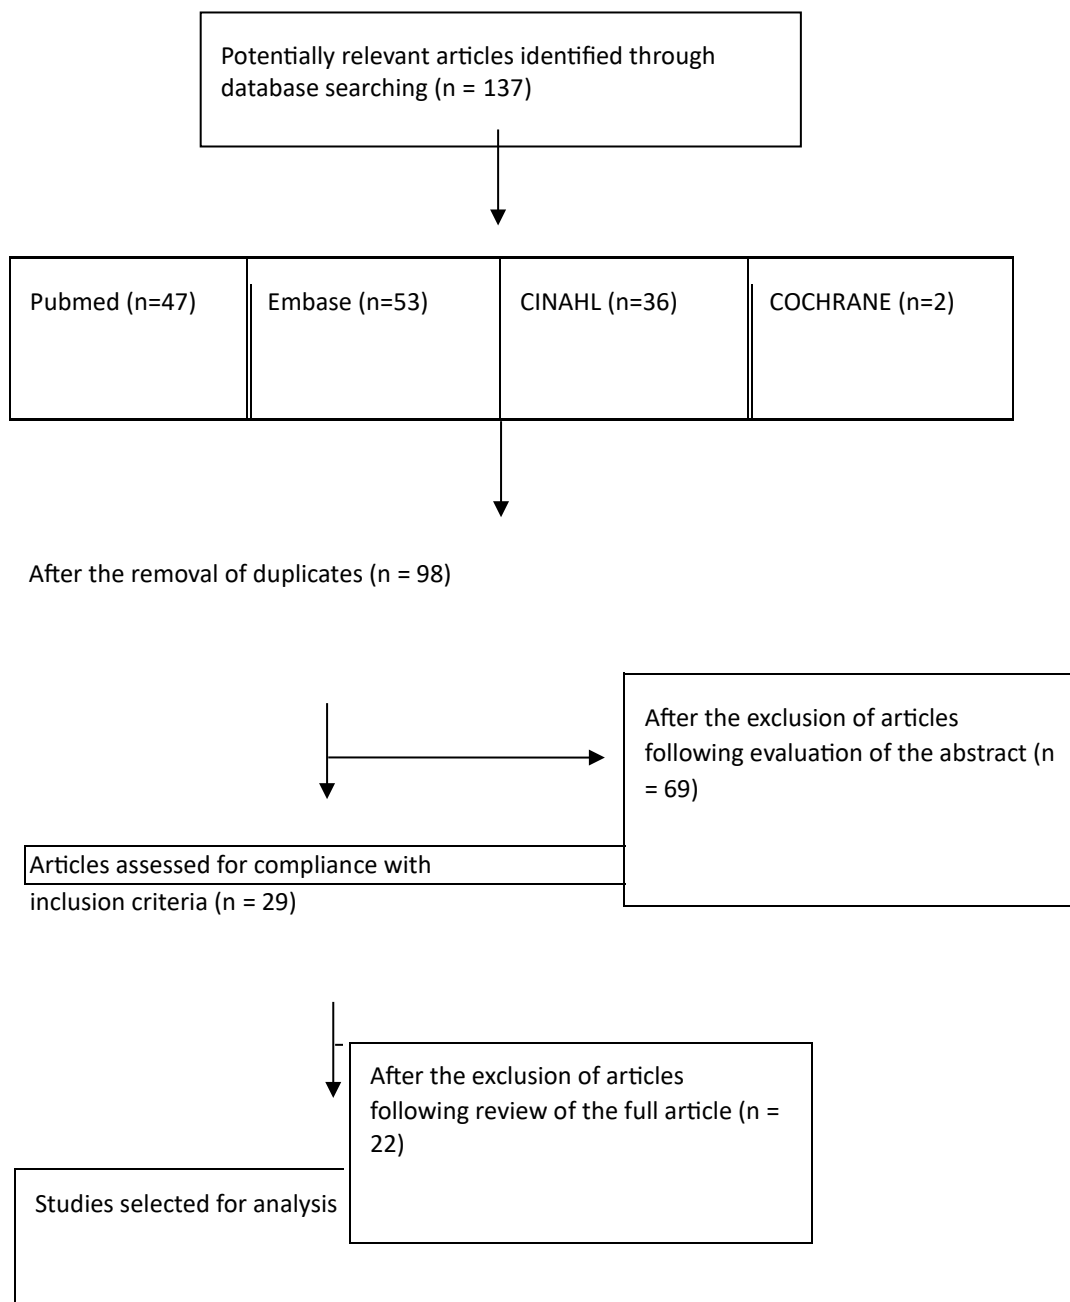 Potentially relevant articles identified through
database searching (n = 137)
Pubmed (n=47)
Embase (n=53)
CINAHL (n=36)
COCHRANE (n=2)
After the removal of duplicates (n = 98)
After the exclusion of articles
following evaluation of the abstract (n
= 69)
Articles assessed for compliance with
inclusion criteria (n = 29)
After the exclusion of articles
following review of the full article (n =
22)
Studies selected for analysis